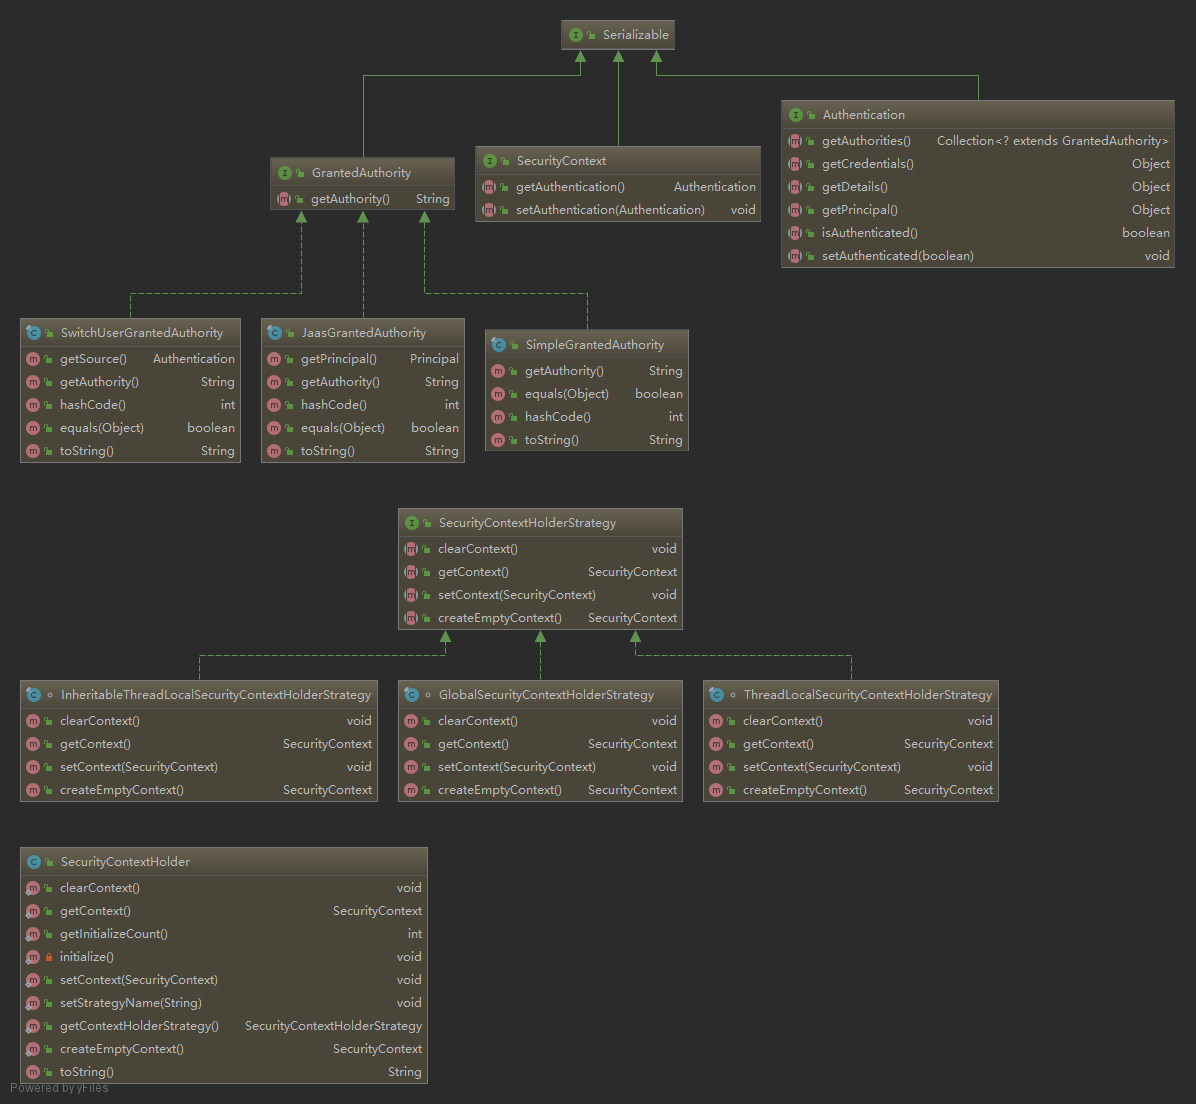 Serializable
Authentication
getAuthorities() Collection<? extends GrantedAuthority>
getCredentials() Object
getDetails() Object
getPrincipal() Object
isAuthenticated() boolean
setAuthenticated(boolean) void
SecurityContext
getAuthentication() Authentication
setAuthentication(Authentication) void
GrantedAuthority
getAuthority() String
SwitchUserGrantedAuthority
getSource() Authentication
getAuthority() String
hashCode() int
equals(Object) boolean
toString() String
JaasGrantedAuthority
getPrincipal() Principal
getAuthority() String
hashCode() int
equals(Object) boolean
toString() String
SimpleGrantedAuthority
getAuthority() String
equals(Object) boolean
hashCode() int
toString() String
SecurityContextHolderStrategy
clearContext() void
getContext() SecurityContext
setContext(SecurityContext) void
createEmptyContext() SecurityContext
InheritableThreadLocalSecurityContextHolderStrategy
clearContext() void
getContext() SecurityContext
setContext(SecurityContext) void
createEmptyContext() SecurityContext
GlobalSecurityContextHolderStrategy
clearContext() void
getContext() SecurityContext
setContext(SecurityContext) void
createEmptyContext() SecurityContext
ThreadLocalSecurityContextHolderStrategy
clearContext() void
getContext() SecurityContext
setContext(SecurityContext) void
createEmptyContext() SecurityContext
SecurityContextHolder
clearContext() void
getContext() SecurityContext
getInitializeCount() int
initialize() void
setContext(SecurityContext) void
setStrategyName(String) void
getContextHolderStrategy() SecurityContextHolderStrategy
createEmptyContext() SecurityContext
toString() String
Powered by yFiles